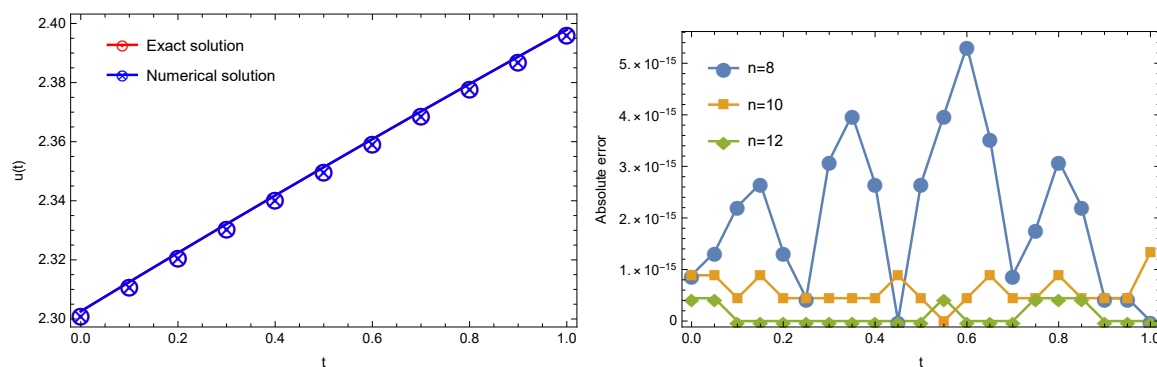 2.40
2.38
2.36
2.34
2.32
2.30
u(t)
Exact solution
Numerical solution
0.0 0.2 0.4 0.6 0.8 1.0
t
5. × 10-15
4. × 10-15
3. × 10-15
2. × 10-15
1. × 10-15
0
Absolute error
n=8
n=10
n=12
0.0 0.2 0.4 0.6 0.8 1.0
t